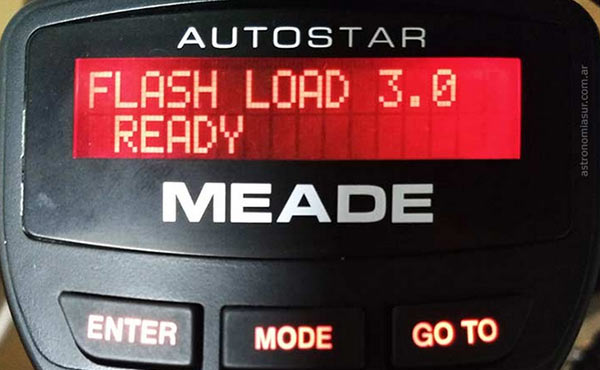 AUTOSTAR
FLASH LOAD 3.0
READY
MEADE
ENTER MODE GO TO
astronomiasur.com.ar